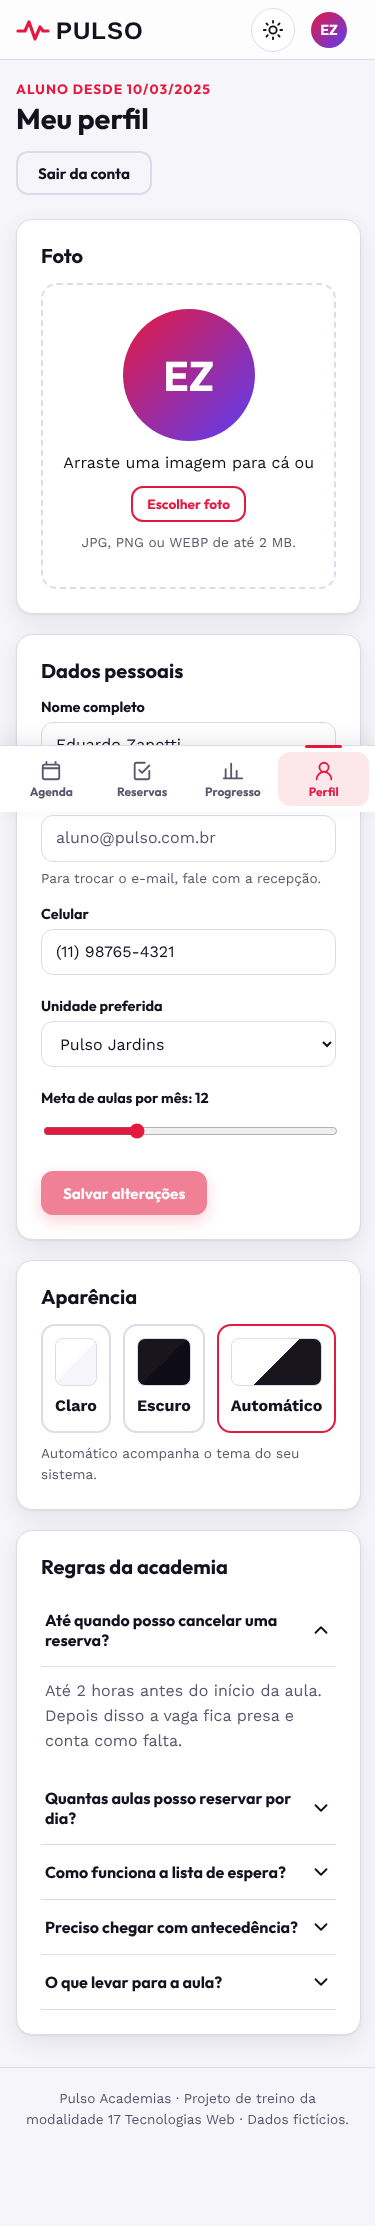 PULSO
EZ
ALUNO DESDE 10/03/2025
Meu perfil
Sair da conta
Foto
EZ
Arraste uma imagem para cá ou
Escolher foto
JPG, PNG ou WEBP de até 2 MB.
Dados pessoais
Nome completo
Eduardo Zanetti
Agenda
Reservas
Progresso
Perfil
aluno@pulso.com.br
Para trocar o e-mail, fale com a recepção.
Celular
(11) 98765-4321
Unidade preferida
Pulso Jardins
Meta de aulas por mês: 12
Salvar alterações
Aparência
Claro
Escuro
Automático
Automático acompanha o tema do seu
sistema.
Regras da academia
Até quando posso cancelar uma
reserva?
Até 2 horas antes do início da aula.
Depois disso a vaga fica presa e
conta como falta.
Quantas aulas posso reservar por
dia?
Como funciona a lista de espera?
Preciso chegar com antecedência?
O que levar para a aula?
Pulso Academias · Projeto de treino da
modalidade 17 Tecnologias Web · Dados fictícios.